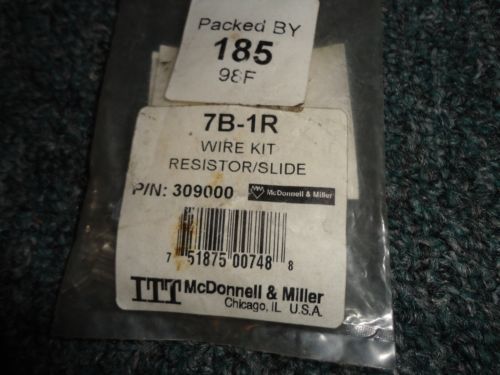 Packed BY
185
98F
7B-1R
WIRE KIT
RESISTOR/SLIDE
P/N: 309000 McDonnell & Miller
7 51875 00748 8
ITT McDonnell & Miller
Chicago, IL U.S.A.